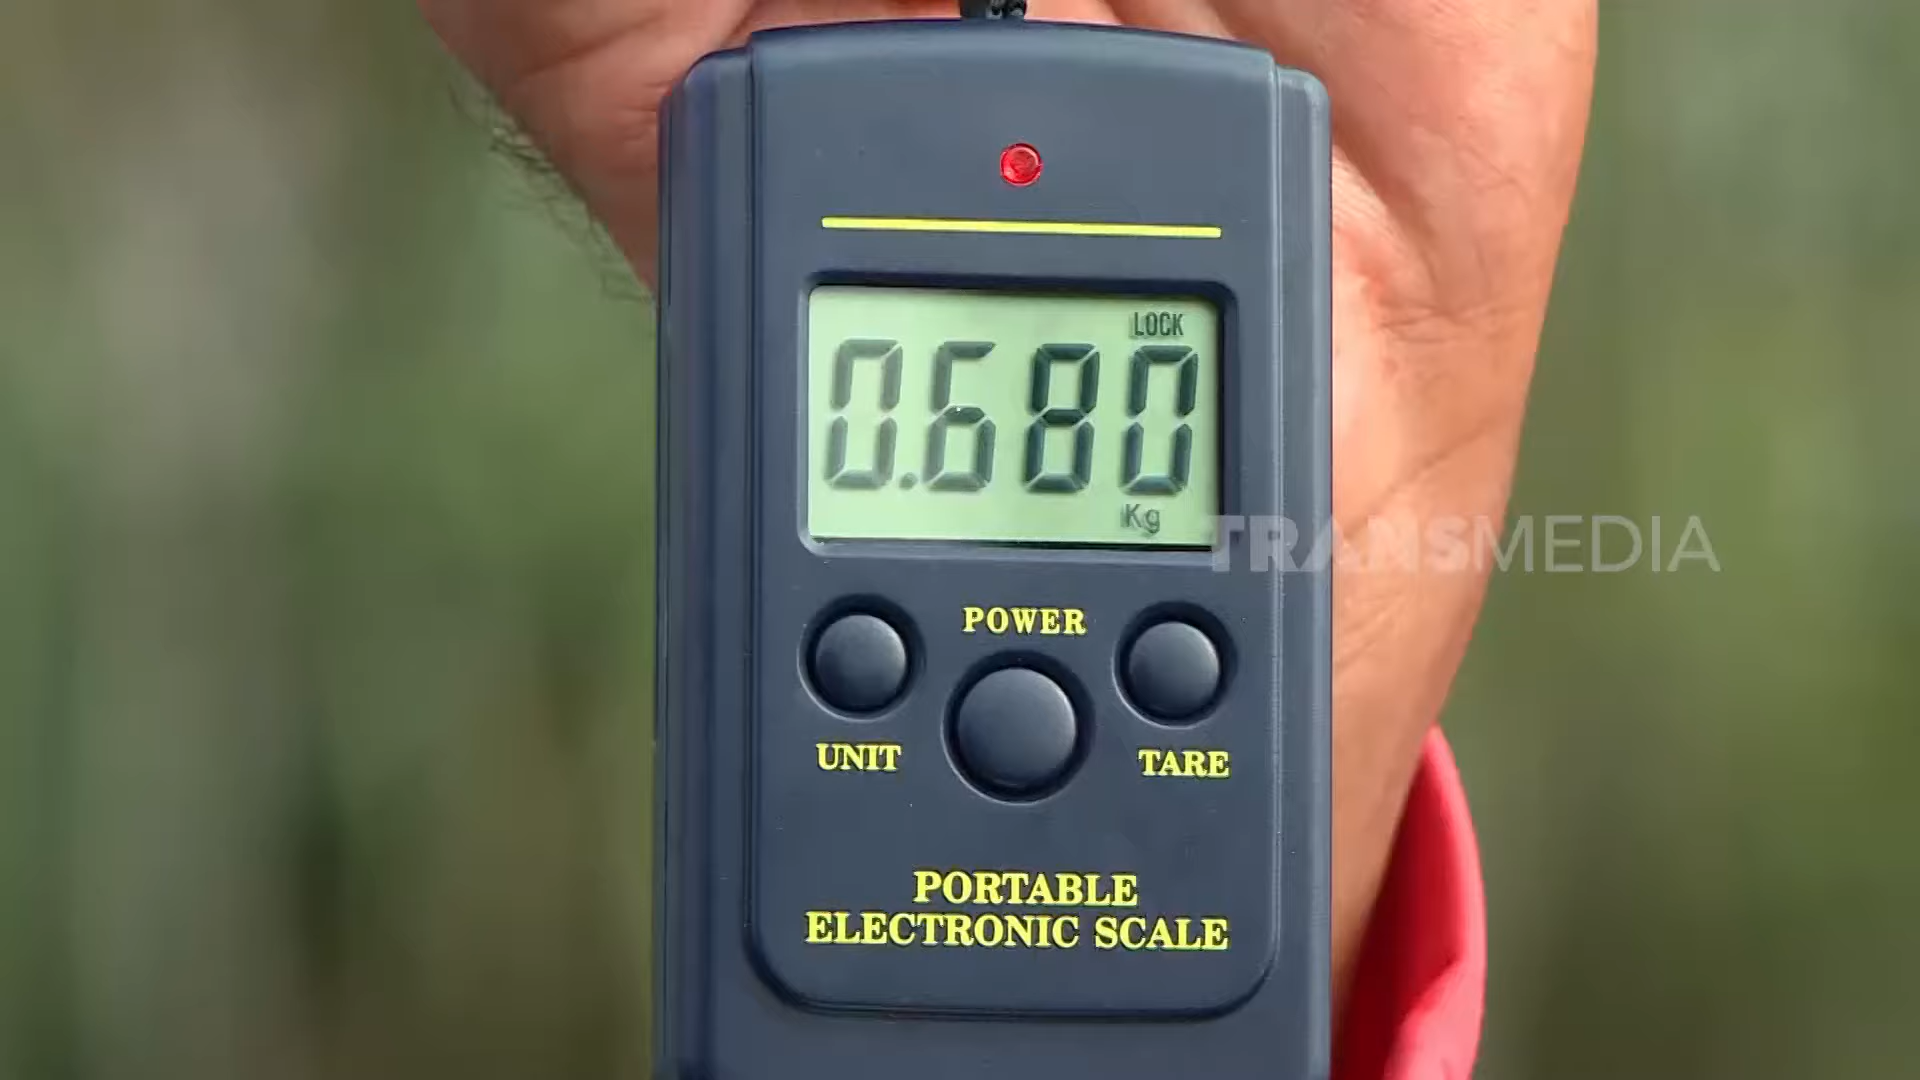 LOCK
0.680
Kg
TRANSMEDIA
POWER
UNIT
TARE
PORTABLE
ELECTRONIC SCALE